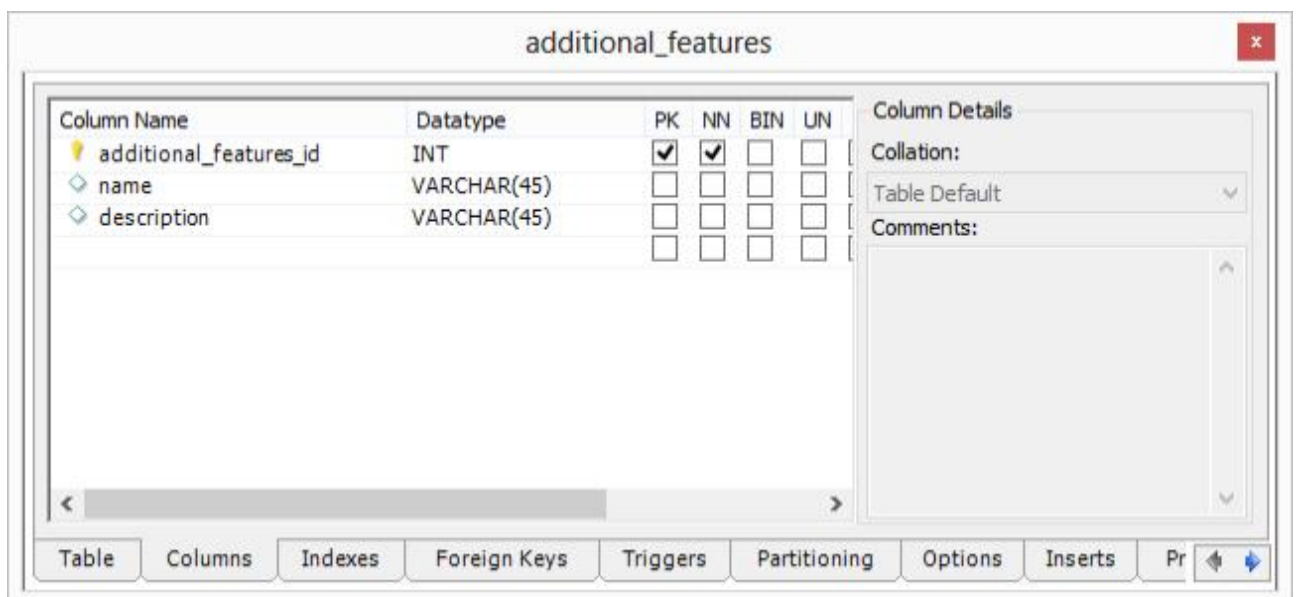 additional_features
x
Column Name Datatype PK NN BIN UN
additional_features_id INT
name VARCHAR(45)
description VARCHAR(45)
Column Details
Collation:
Table Default
Comments:
Table Columns Indexes Foreign Keys Triggers Partitioning Options Inserts Pr